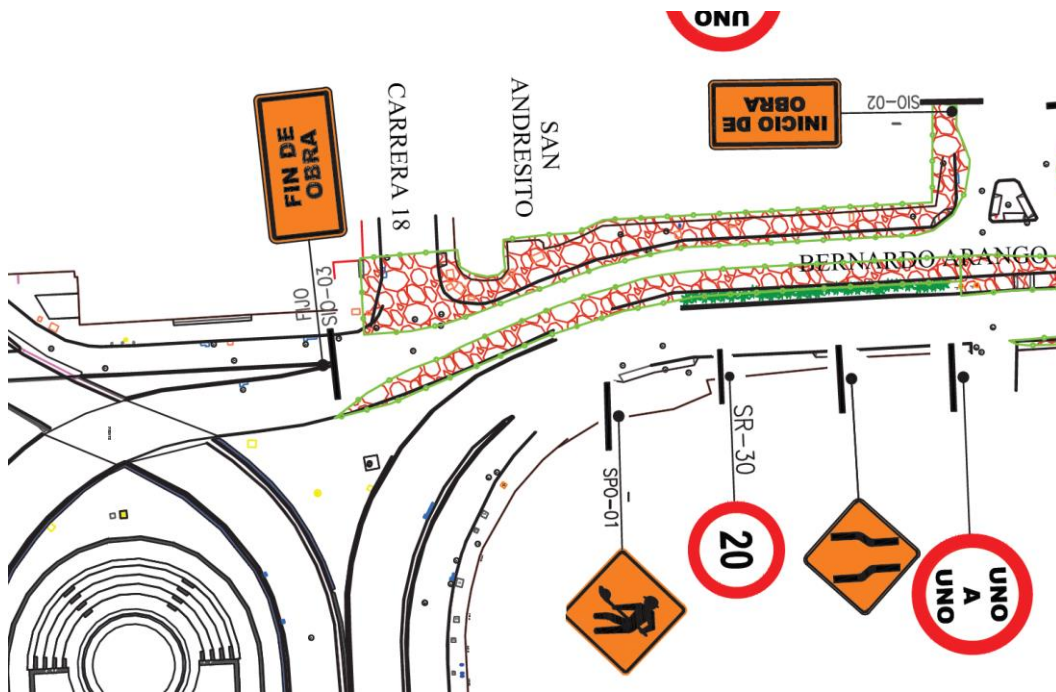 UNO
INICIO DE
OBRA
SIO-02
FIN DE
OBRA
CARRERA 18
SAN
ANDRESITO
BERNARDO ARANGO
SIO-03
FIJO
SPO-01
SR-30
20
UNO
A
UNO